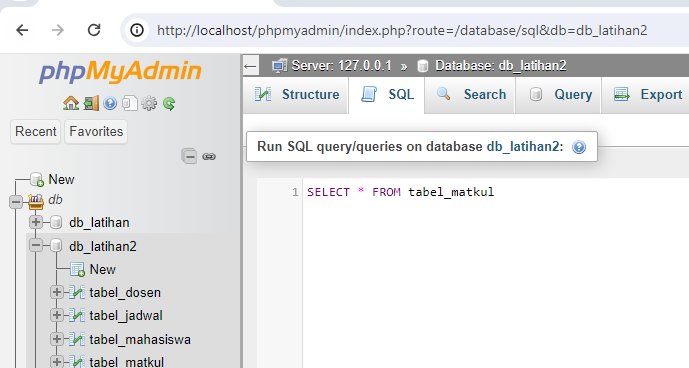 http://localhost/phpmyadmin/index.php?route=/database/sql&db=db_latihan2
phpMyAdmin
Recent Favorites
New
db
db_latihan
db_latihan2
New
tabel_dosen
tabel_jadwal
tabel_mahasiswa
tabel_matkul
Server: 127.0.0.1 » Database: db_latihan2
Structure SQL Search Query Export
Run SQL query/queries on database db_latihan2:
1 SELECT * FROM tabel_matkul